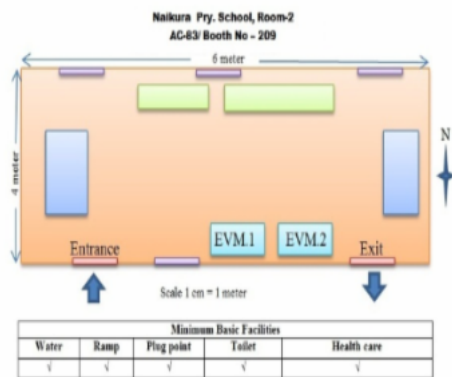 Naikura Pry. School, Room-2
AC-83/ Booth No – 209
6 meter
4 meter
N
EVM.1 EVM.2
Entrance Exit
Scale 1 cm = 1 meter
Minimum Basic Facilities
Water Ramp Plug point Toilet Health care
√ √ √ √ √